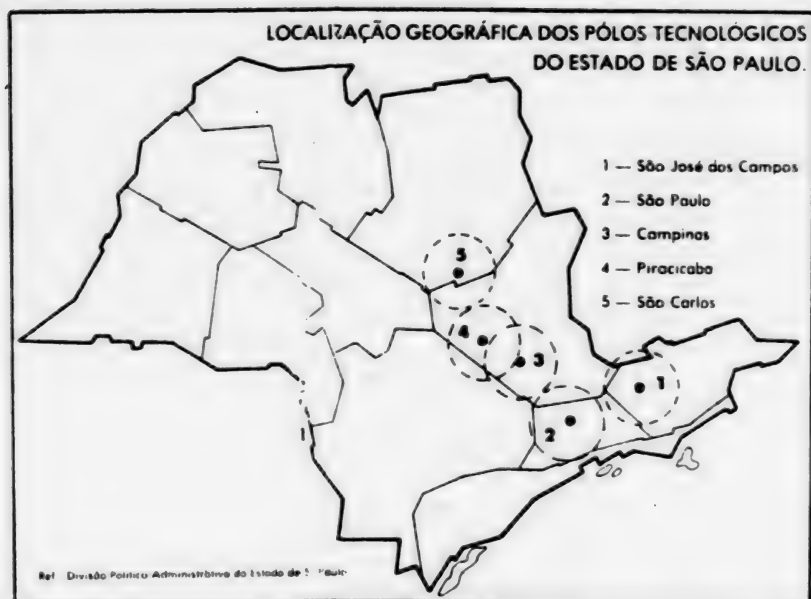 LOCALIZAÇÃO GEOGRÁFICA DOS PÓLOS TECNOLÓGICOS
DO ESTADO DE SÃO PAULO.
1 — São José dos Campos
2 — São Paulo
3 — Campinas
4 — Piracicaba
5 — São Carlos
5
4
3
1
2
Ref. Divisão Político-Administrativa do Estado de S. Paulo